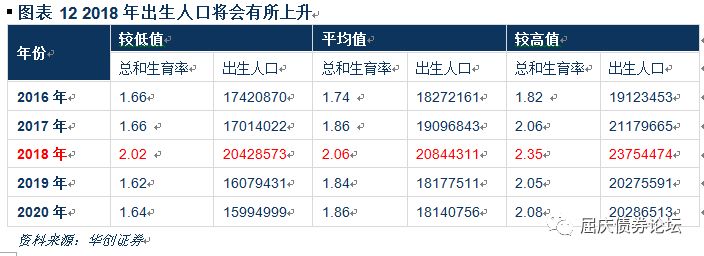 图表 12 2018 年出生人口将会有所上升
年份 较低值 平均值 较高值
总和生育率 出生人口 总和生育率 出生人口 总和生育率 出生人口
2016 年 1.66 17420870 1.74 18272161 1.82 19123453
2017 年 1.66 17014022 1.86 19096843 2.06 21179665
2018 年 2.02 20428573 2.06 20844311 2.35 23754474
2019 年 1.62 16079431 1.84 18177511 2.05 20275591
2020 年 1.64 15994999 1.86 18140756 2.08 20286513
屈庆债券论坛
资料来源：华创证券